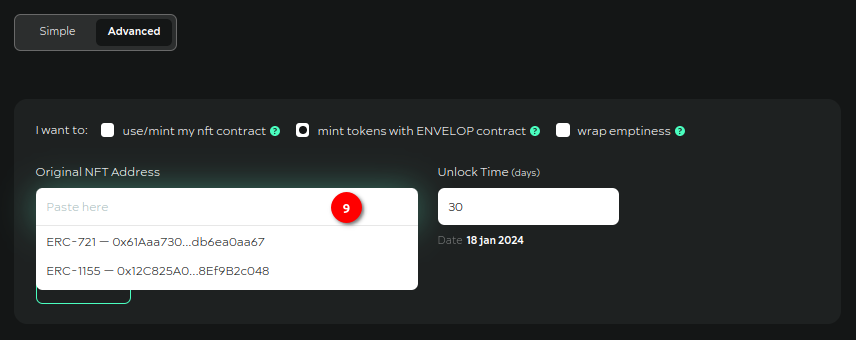 Simple Advanced
I want to: use/mint my nft contract ? mint tokens with ENVELOP contract ? wrap emptiness ?
Original NFT Address Unlock Time (days)
Paste here 9 30
ERC-721 — 0x61Aaa730...db6ea0aa67 Date 18 jan 2024
ERC-1155 — 0x12C825A0...8Ef9B2c048